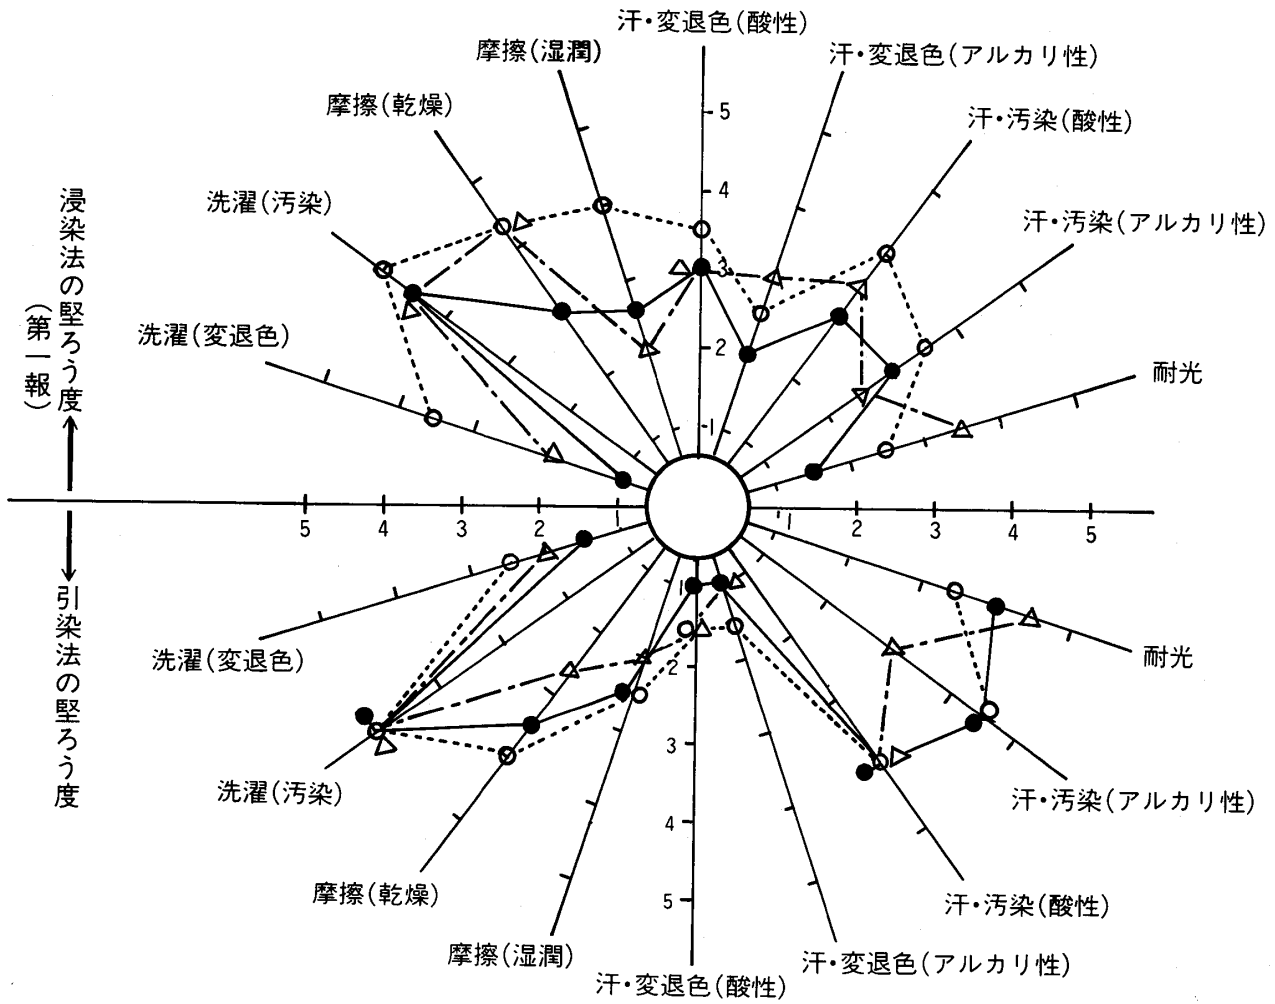 汗・変退色(酸性)
摩擦(湿潤)
汗・変退色(アルカリ性)
摩擦(乾燥)
汗・汚染(酸性)
洗濯(汚染)
汗・汚染(アルカリ性)
洗濯(変退色)
耐光
浸染法の堅ろう度
(第一報)
引染法の堅ろう度
5
4
3
2
1
5 4 3 2 1
1 2 3 4 5
1
2
3
4
5
洗濯(変退色)
耐光
洗濯(汚染)
汗・汚染(アルカリ性)
摩擦(乾燥)
汗・汚染(酸性)
摩擦(湿潤)
汗・変退色(アルカリ性)
汗・変退色(酸性)